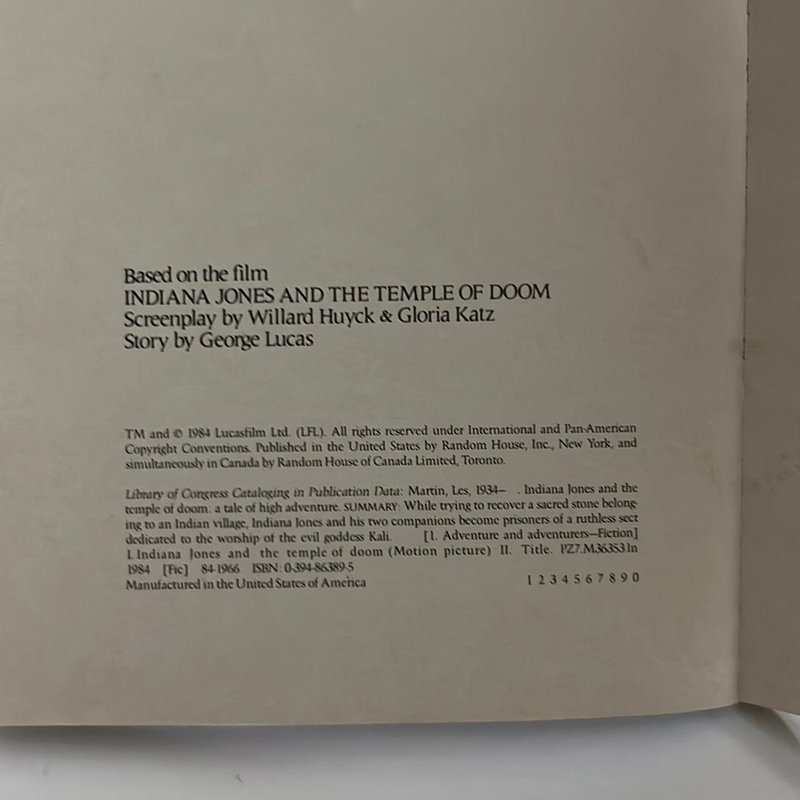 Based on the film
INDIANA JONES AND THE TEMPLE OF DOOM
Screenplay by Willard Huyck & Gloria Katz
Story by George Lucas
TM and © 1984 Lucasfilm Ltd. (LFL). All rights reserved under International and Pan-American
Copyright Conventions. Published in the United States by Random House, Inc., New York, and
simultaneously in Canada by Random House of Canada Limited, Toronto.
Library of Congress Cataloging in Publication Data: Martin, Les, 1934– . Indiana Jones and the
temple of doom: a tale of high adventure. SUMMARY: While trying to recover a sacred stone belong-
ing to an Indian village, Indiana Jones and his two companions become prisoners of a ruthless sect
dedicated to the worship of the evil goddess Kali. [1. Adventure and adventurers—Fiction]
I. Indiana Jones and the temple of doom (Motion picture) II. Title. PZ7.M36353In
1984 [Fic] 84-1966 ISBN: 0-394-86389-5
Manufactured in the United States of America 1 2 3 4 5 6 7 8 9 0